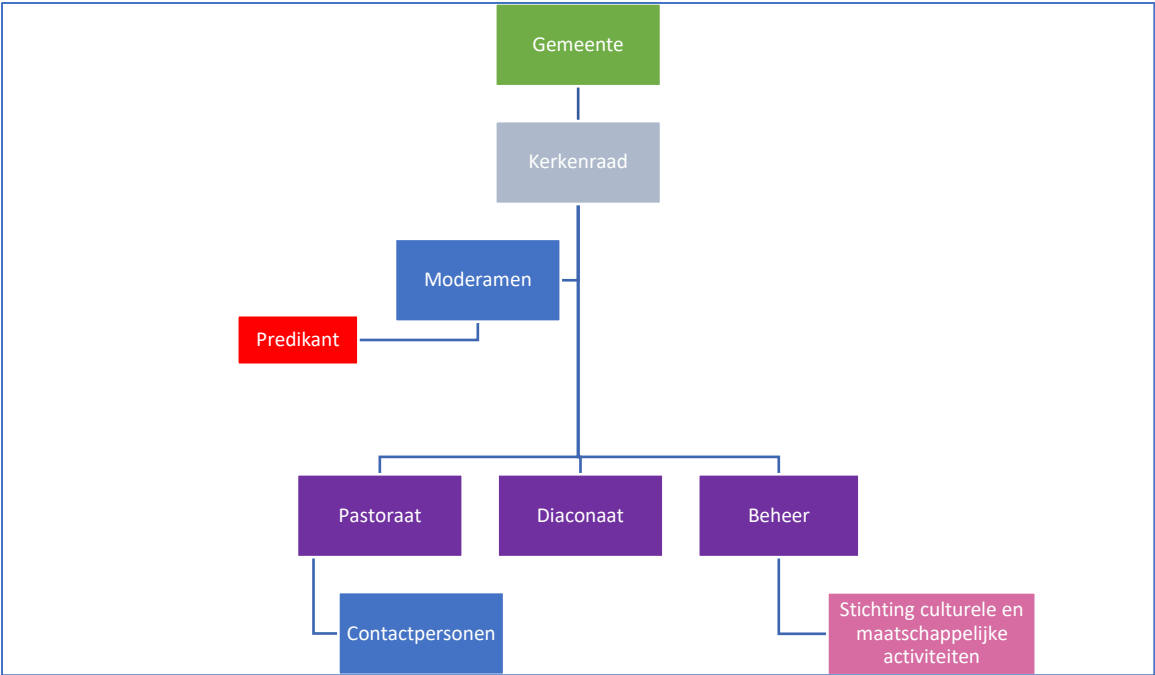 Gemeente
Kerkenraad
Moderamen
Predikant
Pastoraat
Diaconaat
Beheer
Contactpersonen
Stichting culturele en
maatschappelijke
activiteiten